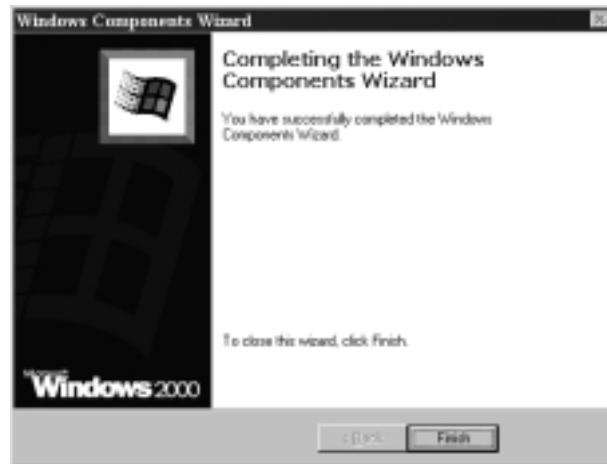 Windows Components Wizard
Completing the Windows
Components Wizard
You have successfully completed the Windows
Components Wizard.
To close this wizard, click Finish.
Microsoft
Windows 2000
< Back
Finish